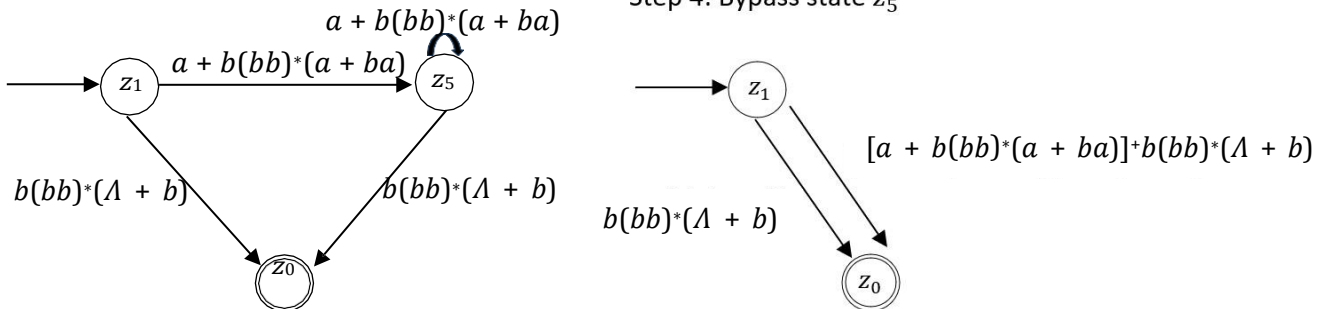 Step 4: Bypass state z₅
a + b(bb)*(a + ba)
a + b(bb)*(a + ba)
z₁
z₅
b(bb)*(Λ + b)
b(bb)*(Λ + b)
z₀
z₁
[a + b(bb)*(a + ba)]⁺b(bb)*(Λ + b)
b(bb)*(Λ + b)
z₀